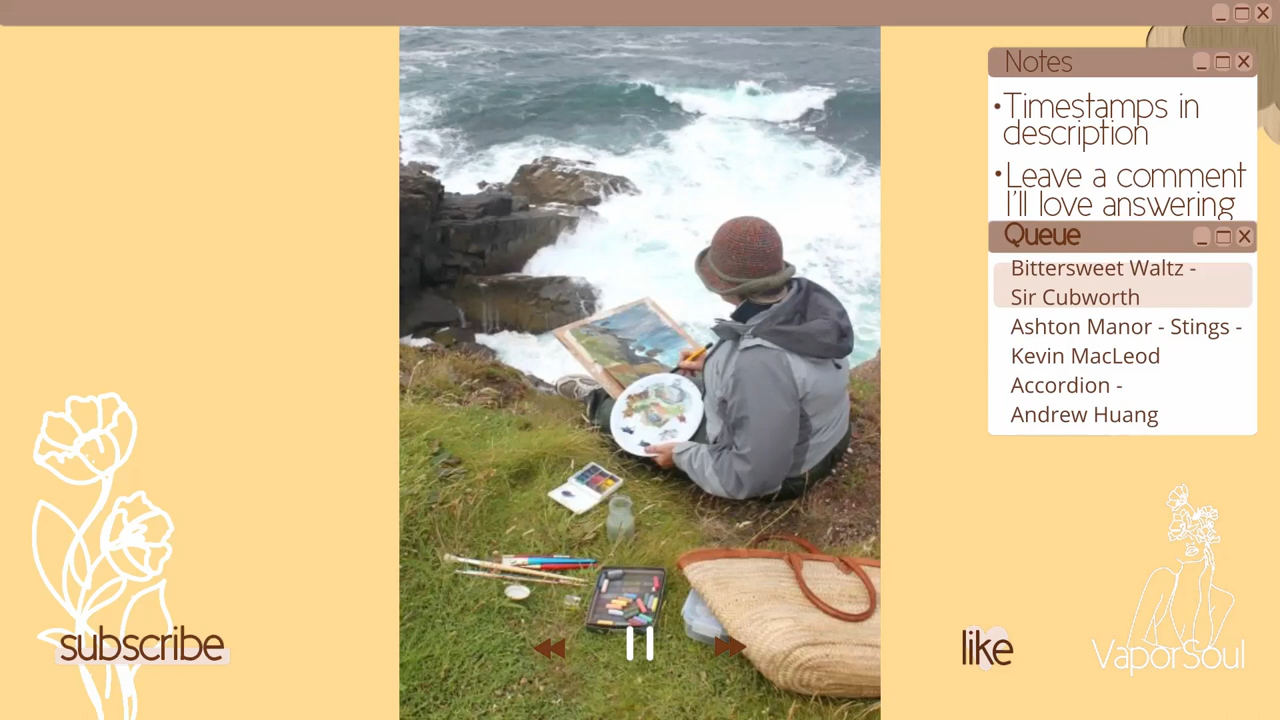 Notes
•Timestamps in
description
•Leave a comment
I'll love answering
Queue
Bittersweet Waltz -
Sir Cubworth
Ashton Manor - Stings -
Kevin MacLeod
Accordion -
Andrew Huang
subscribe
like
VaporSoul